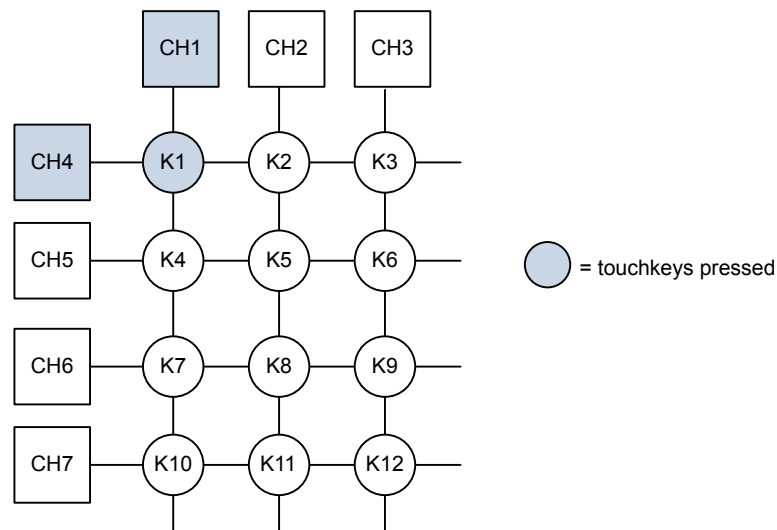 CH1 CH2 CH3
CH4 K1 K2 K3
CH5 K4 K5 K6
= touchkeys pressed
CH6 K7 K8 K9
CH7 K10 K11 K12